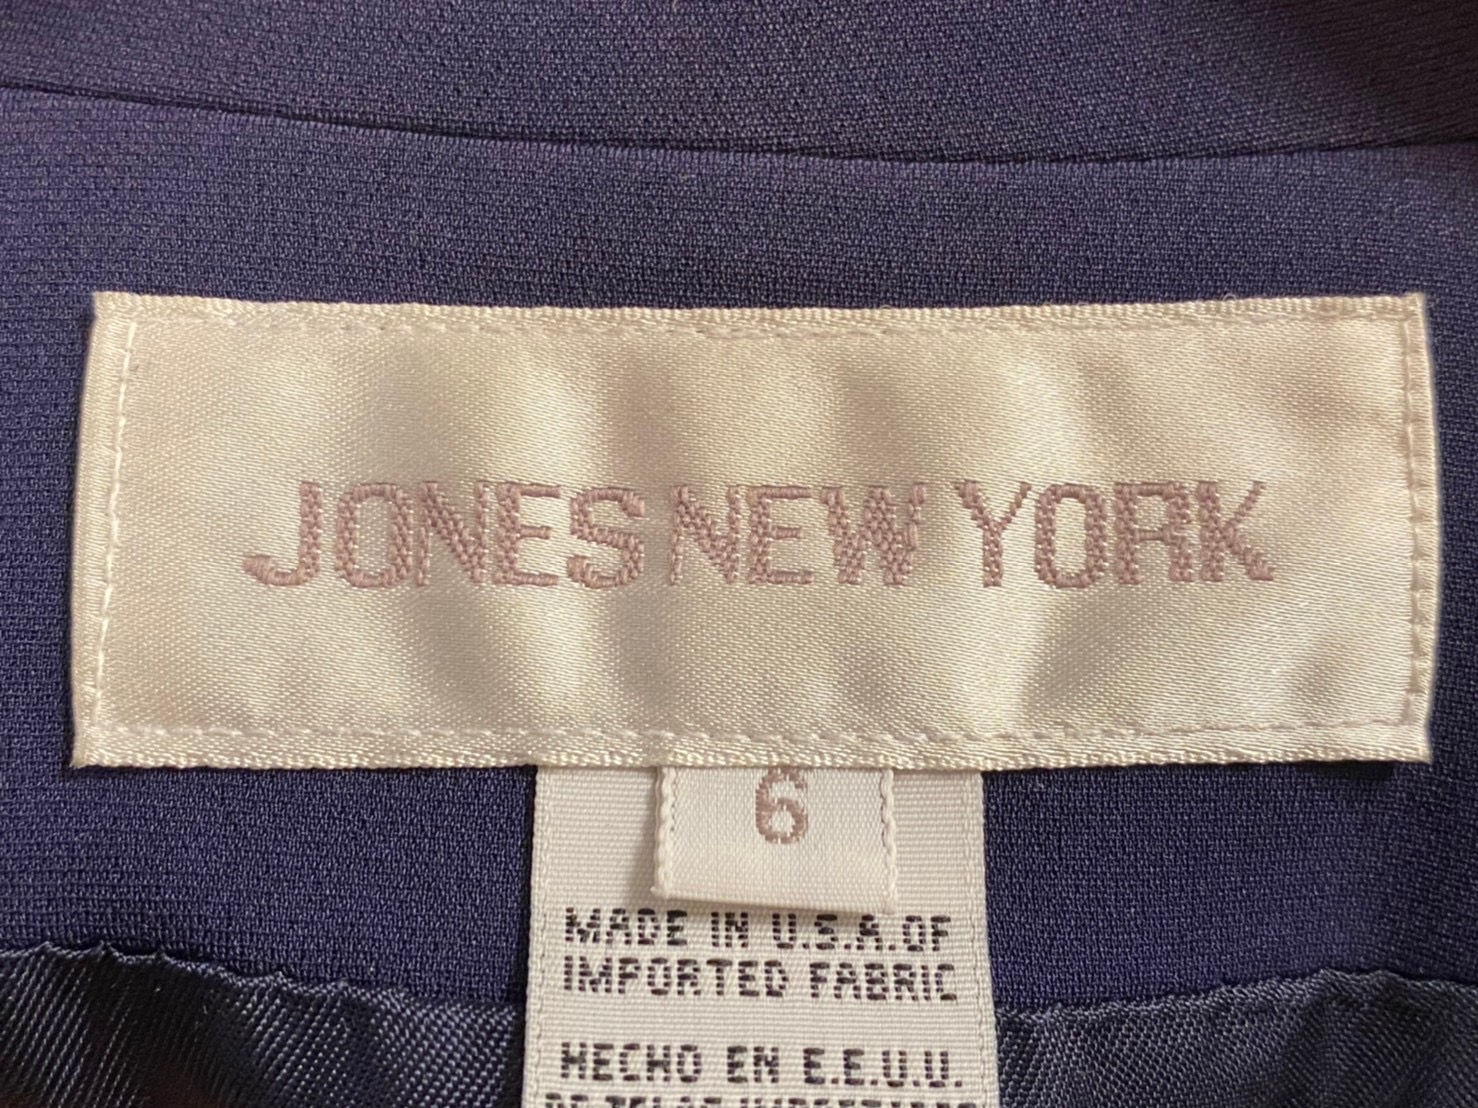 JONES NEW YORK
6
MADE IN U.S.A.OF
IMPORTED FABRIC
HECHO EN E.E.U.U.